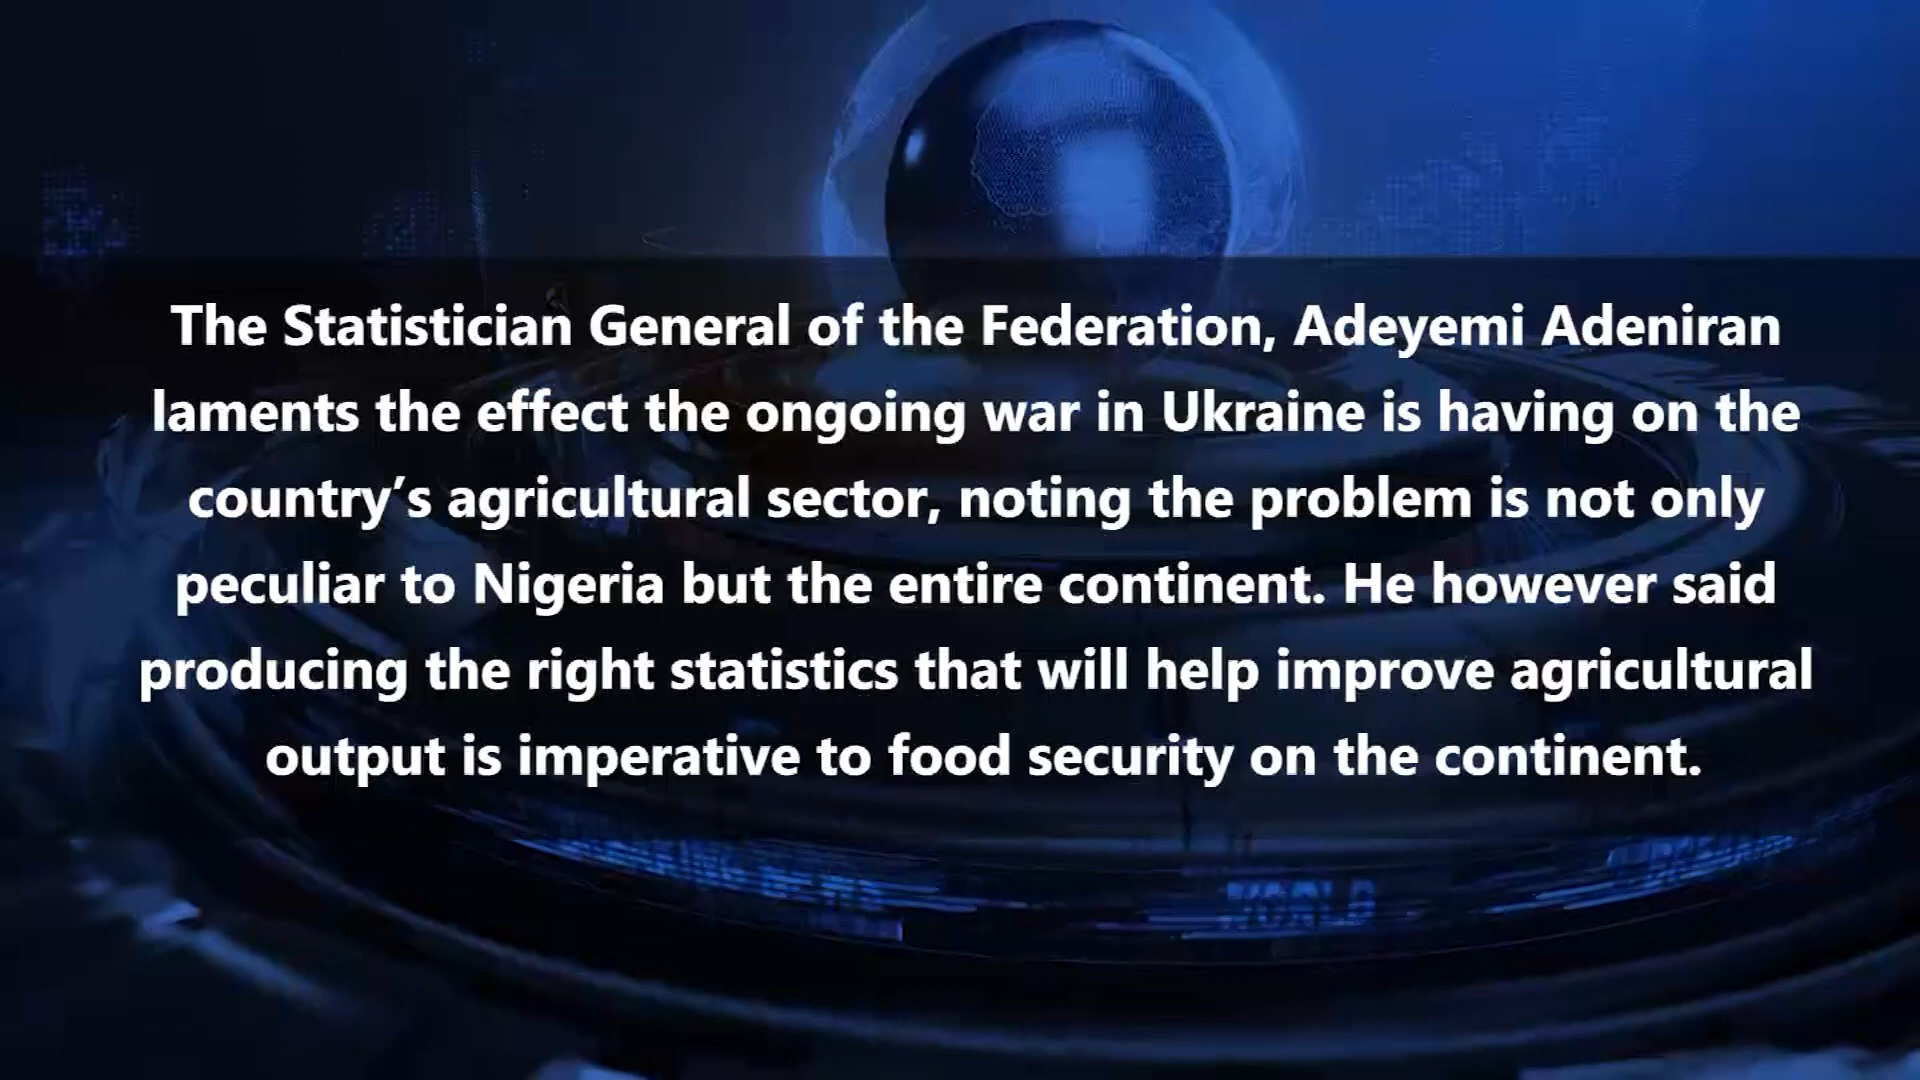 The Statistician General of the Federation, Adeyemi Adeniran
laments the effect the ongoing war in Ukraine is having on the
country’s agricultural sector, noting the problem is not only
peculiar to Nigeria but the entire continent. He however said
producing the right statistics that will help improve agricultural
output is imperative to food security on the continent.
WORLD